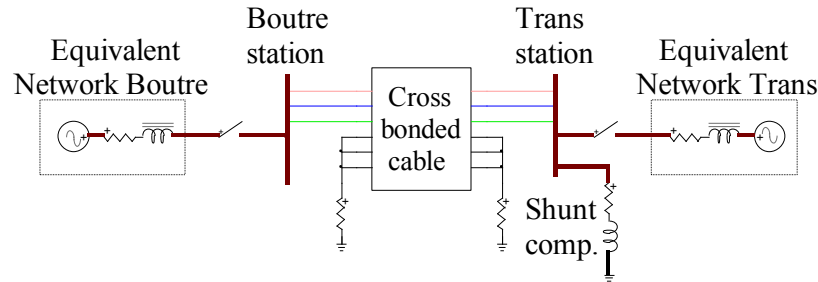 Boutre
station
Trans
station
Equivalent
Network Boutre
Equivalent
Network Trans
Cross
bonded
cable
Shunt
comp.